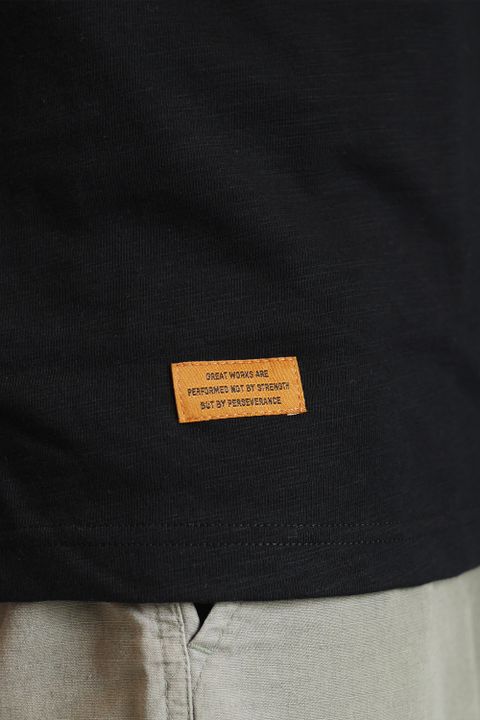 GREAT WORKS ARE
PERFORMED NOT BY STRENGTH
BUT BY PERSEVERANCE